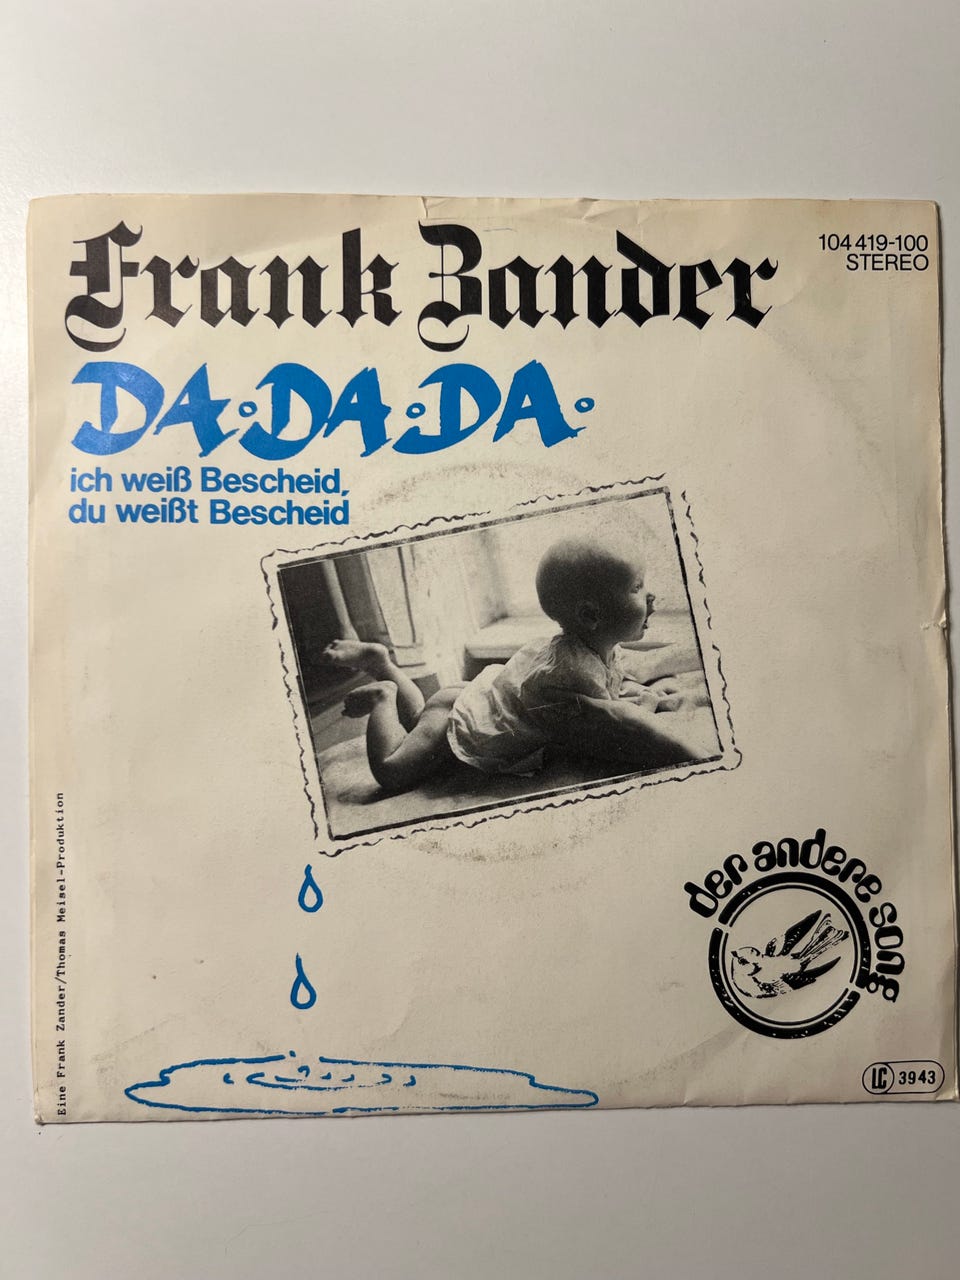 Frank Zander
104 419-100
STEREO
DA·DA·DA·
ich weiß Bescheid,
du weißt Bescheid
der andere song
LC 3943
Eine Frank Zander/Thomas Meisel-Produktion